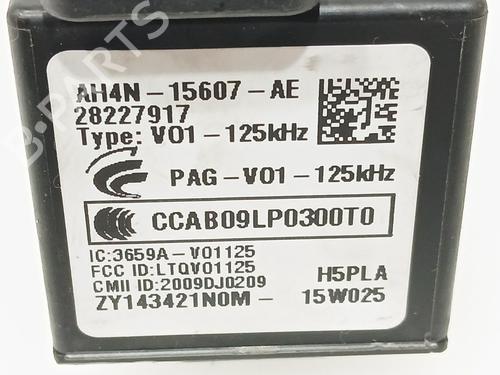 AH4N-15607-AE
28227917
Type: V01-125kHz
PAG-V01-125kHz
CCAB09LP0300T0
IC:3659A-V01125
FCC ID:LTQV01125
CMII ID:2009DJ0209
H5PLA
ZY143421N0M- 15W025
B-PARTS